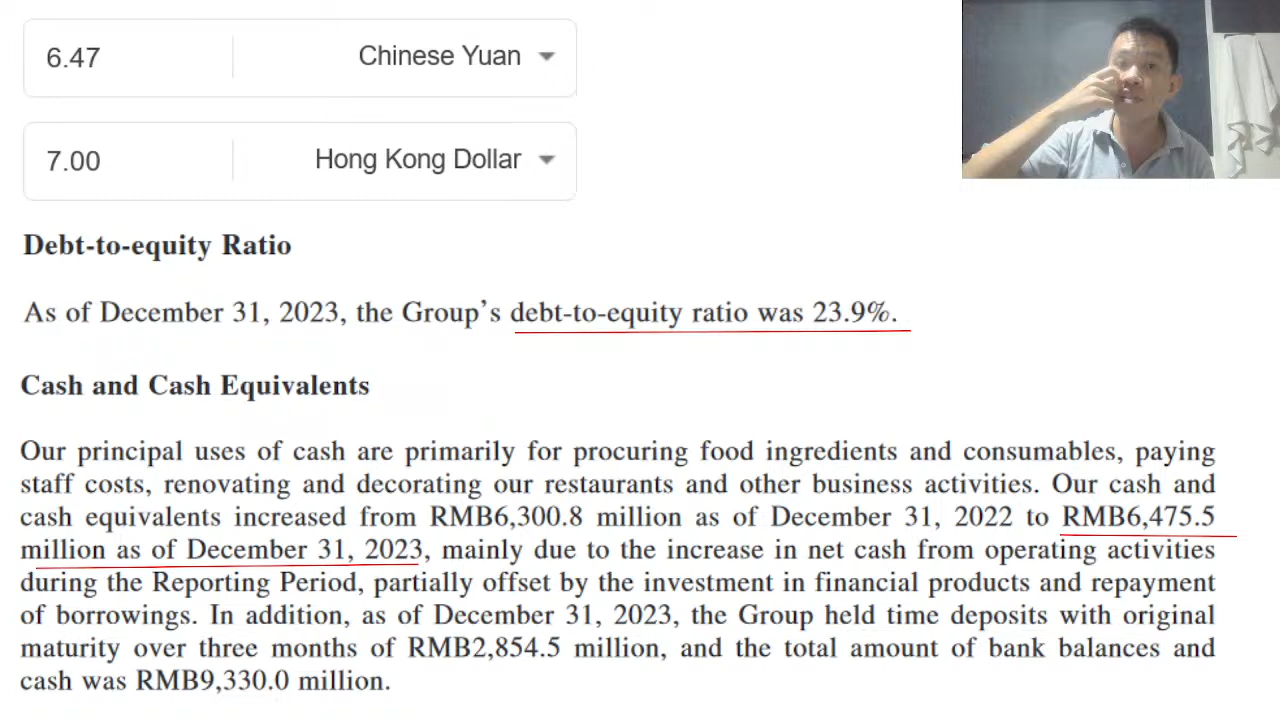 6.47 Chinese Yuan
7.00 Hong Kong Dollar
Debt-to-equity Ratio
As of December 31, 2023, the Group’s debt-to-equity ratio was 23.9%.
Cash and Cash Equivalents
Our principal uses of cash are primarily for procuring food ingredients and consumables, paying
staff costs, renovating and decorating our restaurants and other business activities. Our cash and
cash equivalents increased from RMB6,300.8 million as of December 31, 2022 to RMB6,475.5
million as of December 31, 2023, mainly due to the increase in net cash from operating activities
during the Reporting Period, partially offset by the investment in financial products and repayment
of borrowings. In addition, as of December 31, 2023, the Group held time deposits with original
maturity over three months of RMB2,854.5 million, and the total amount of bank balances and
cash was RMB9,330.0 million.